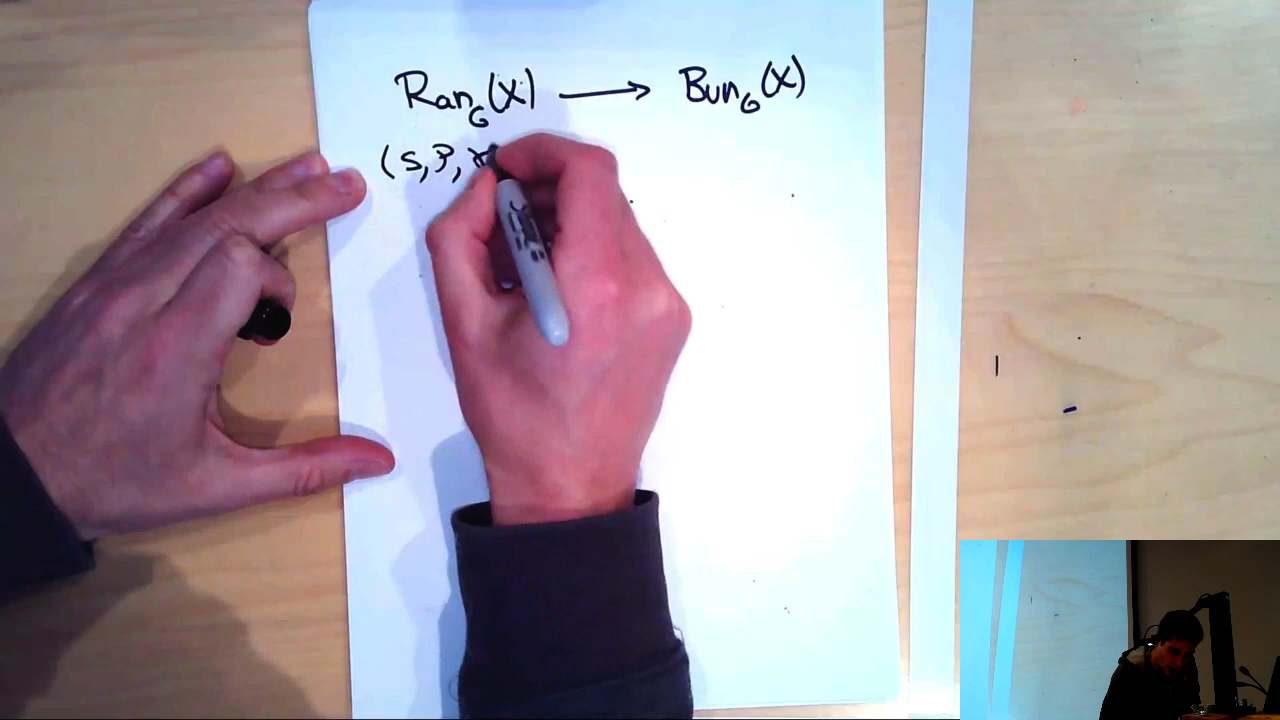 Ran_G(X) ⟶ Bun_G(X)
(S, P, γ